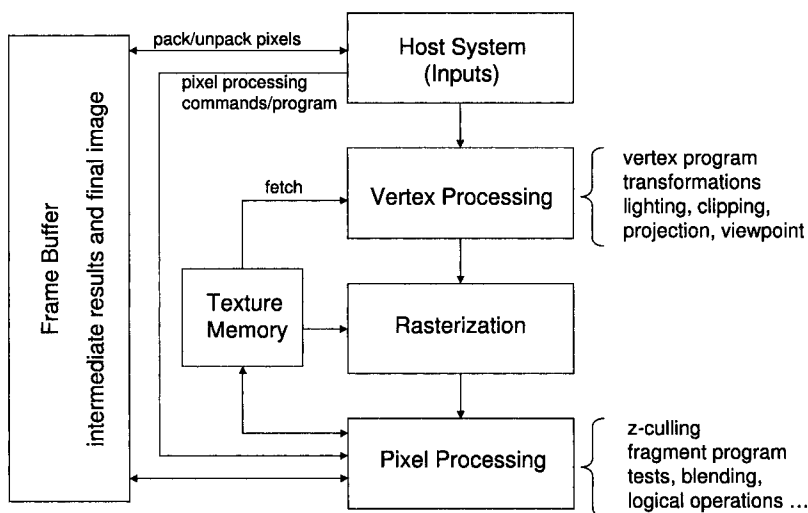 pack/unpack pixels
Host System
(Inputs)
pixel processing
commands/program
Frame Buffer
intermediate results and final image
fetch
Vertex Processing
vertex program
transformations
lighting, clipping,
projection, viewpoint
Texture
Memory
Rasterization
Pixel Processing
z-culling
fragment program
tests, blending,
logical operations ...